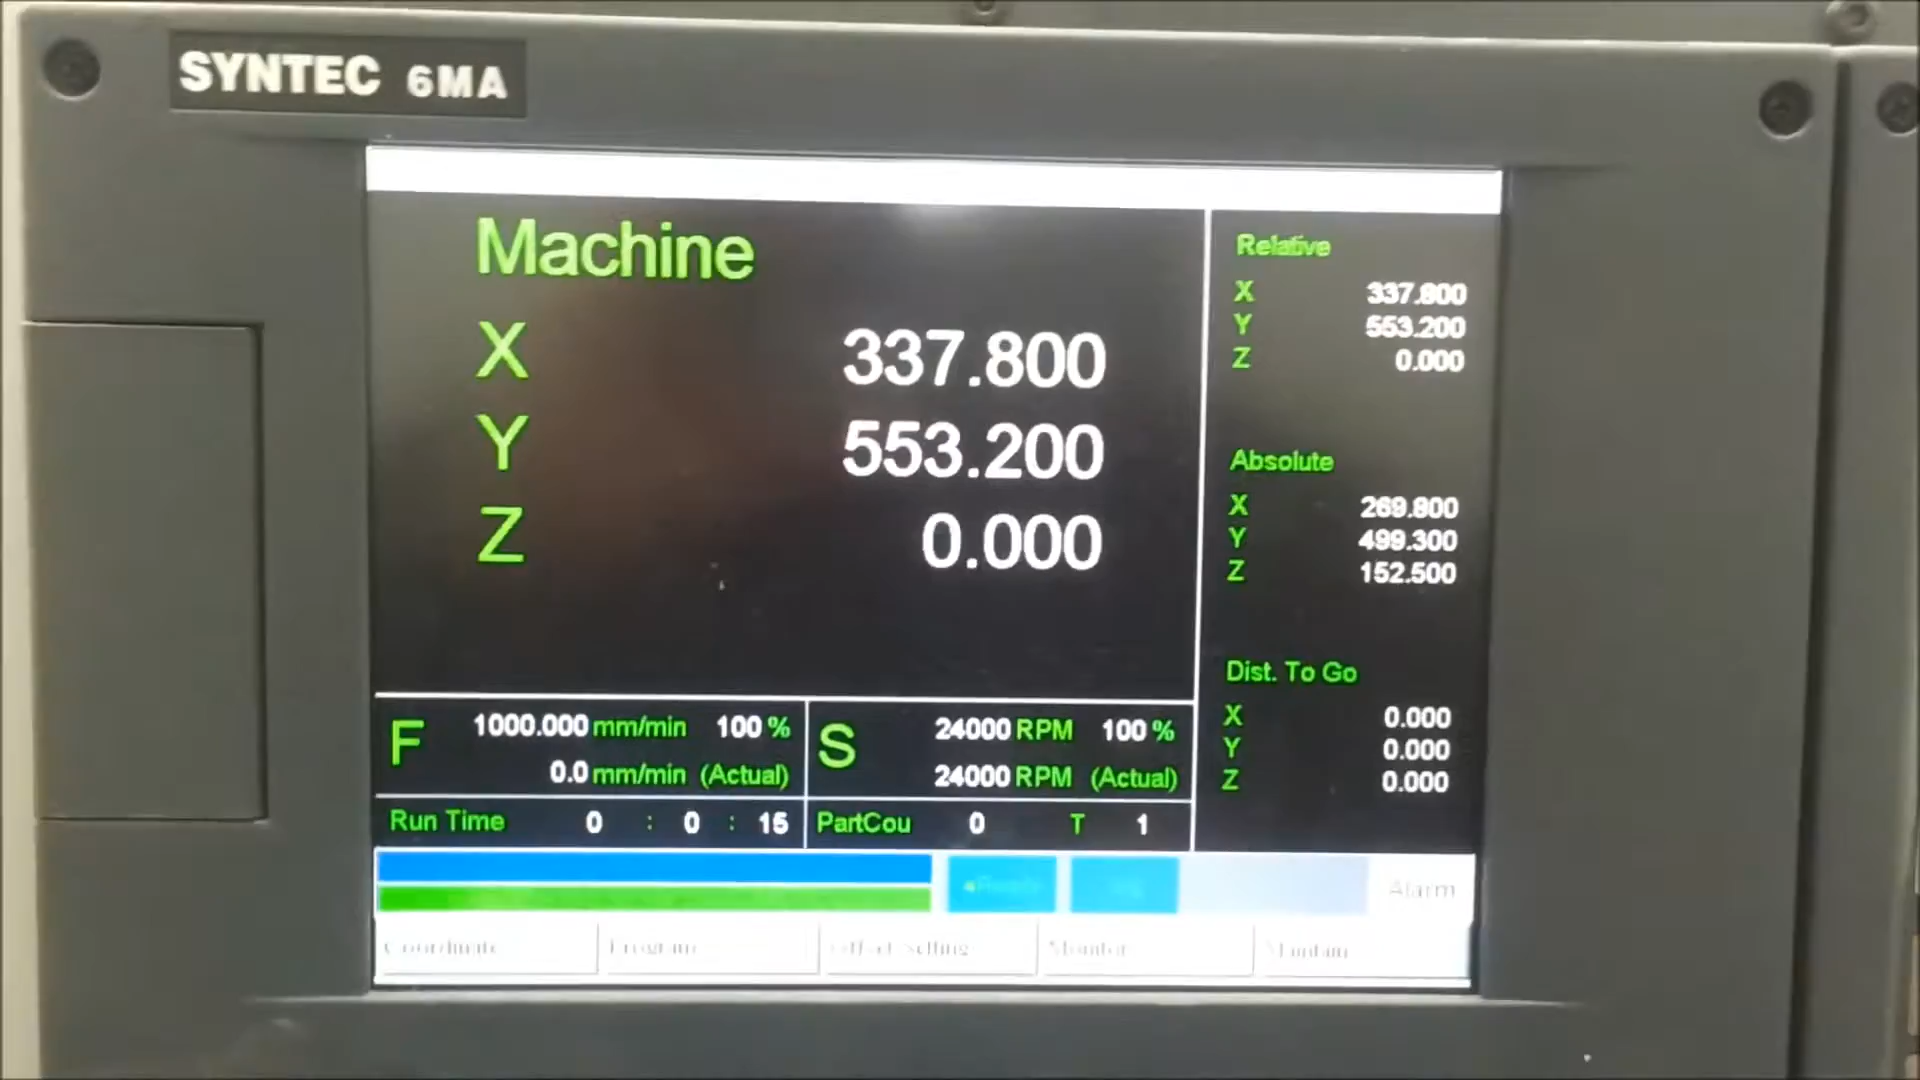 SYNTEC 6MA
Machine
X 337.800
Y 553.200
Z 0.000
Relative
X 337.800
Y 553.200
Z 0.000
Absolute
X 269.800
Y 499.300
Z 152.500
Dist. To Go
X 0.000
Y 0.000
Z 0.000
F 1000.000 mm/min 100 %
0.0 mm/min (Actual)
S 24000 RPM 100 %
24000 RPM (Actual)
Run Time 0 : 0 : 15
PartCou 0 T 1
Ready Alarm
Coordinate Program Offset Setting Monitor Maintain